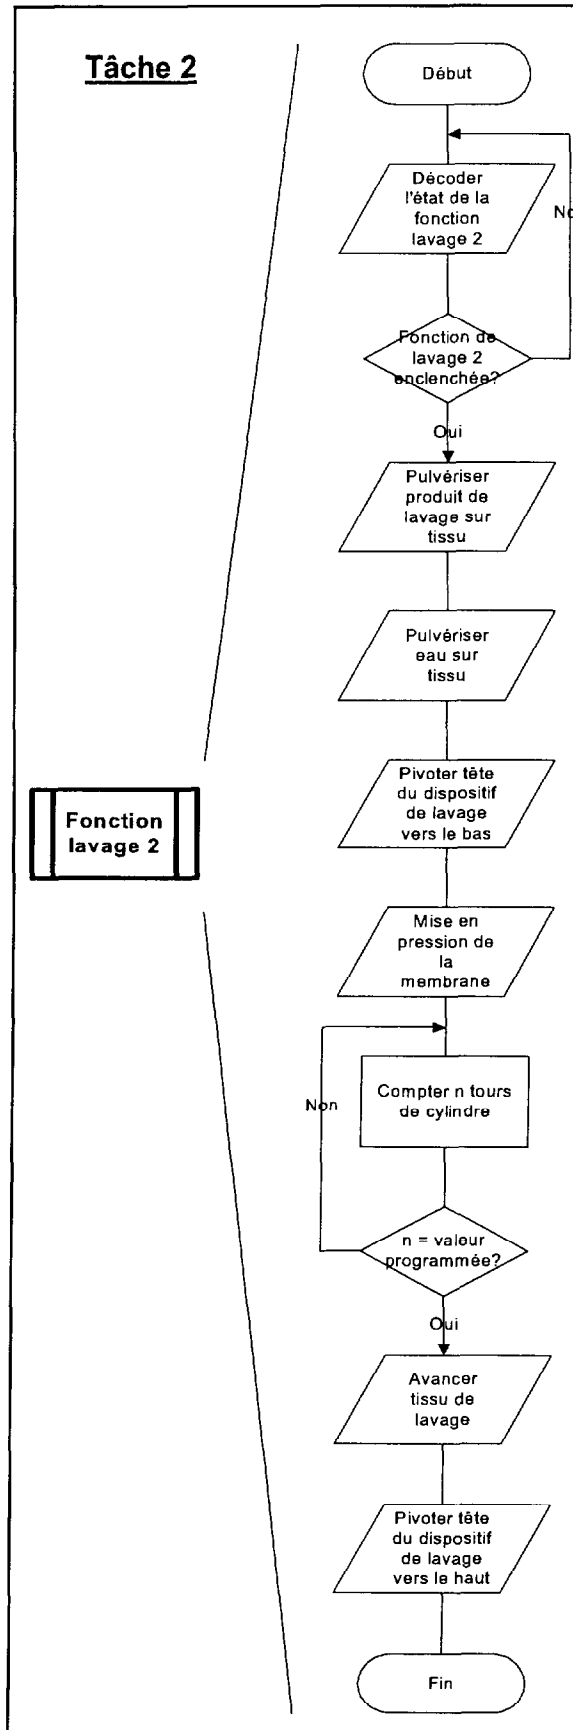 Tâche 2
Début
Décoder
l'état de la
fonction
lavage 2
Fonction de
lavage 2
enclenchée?
Oui
Pulvériser
produit de
lavage sur
tissu
Pulvériser
eau sur
tissu
Pivoter tête
du dispositif
de lavage
vers le bas
Fonction
lavage 2
Mise en
pression de
la
membrane
Compter n tours
de cylindre
Non
n = valeur
programmée?
Oui
Avancer
tissu de
lavage
Pivoter tête
du dispositif
de lavage
vers le haut
Fin